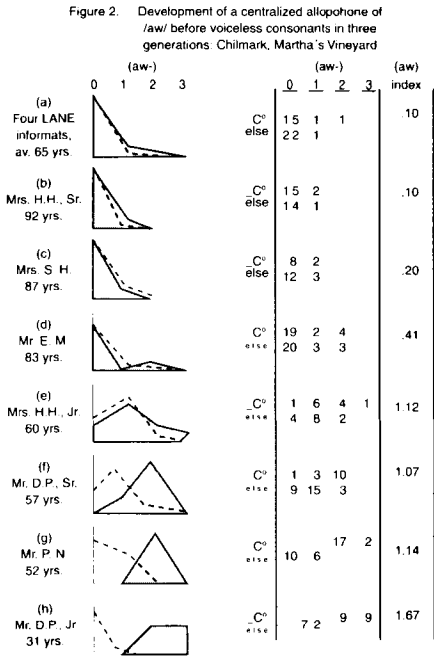 Figure 2. Development of a centralized allopohone of
/aw/ before voiceless consonants in three
generations: Chilmark, Martha's Vineyard
(aw-) (aw-) (aw)
0 1 2 3 0 1 2 3 index
(a)
Four LANE
informats,
av. 65 yrs.
C° 15 1 1 .10
else 22 1
(b)
Mrs. H.H., Sr.
92 yrs.
_C° 15 2 .10
else 14 1
(c)
Mrs. S H.
87 yrs.
_C° 8 2 .20
else 12 3
(d)
Mr E. M
83 yrs.
C° 19 2 4 .41
else 20 3 3
(e)
Mrs. H.H., Jr.
60 yrs.
_C° 1 6 4 1 1.12
else 4 8 2
(f)
Mr. D.P., Sr.
57 yrs.
C° 1 3 10 1.07
else 9 15 3
(g)
Mr. P. N
52 yrs.
C° 17 2 1.14
else 10 6
(h)
Mr. D.P., Jr
31 yrs.
_C° 9 9 1.67
else 7 2